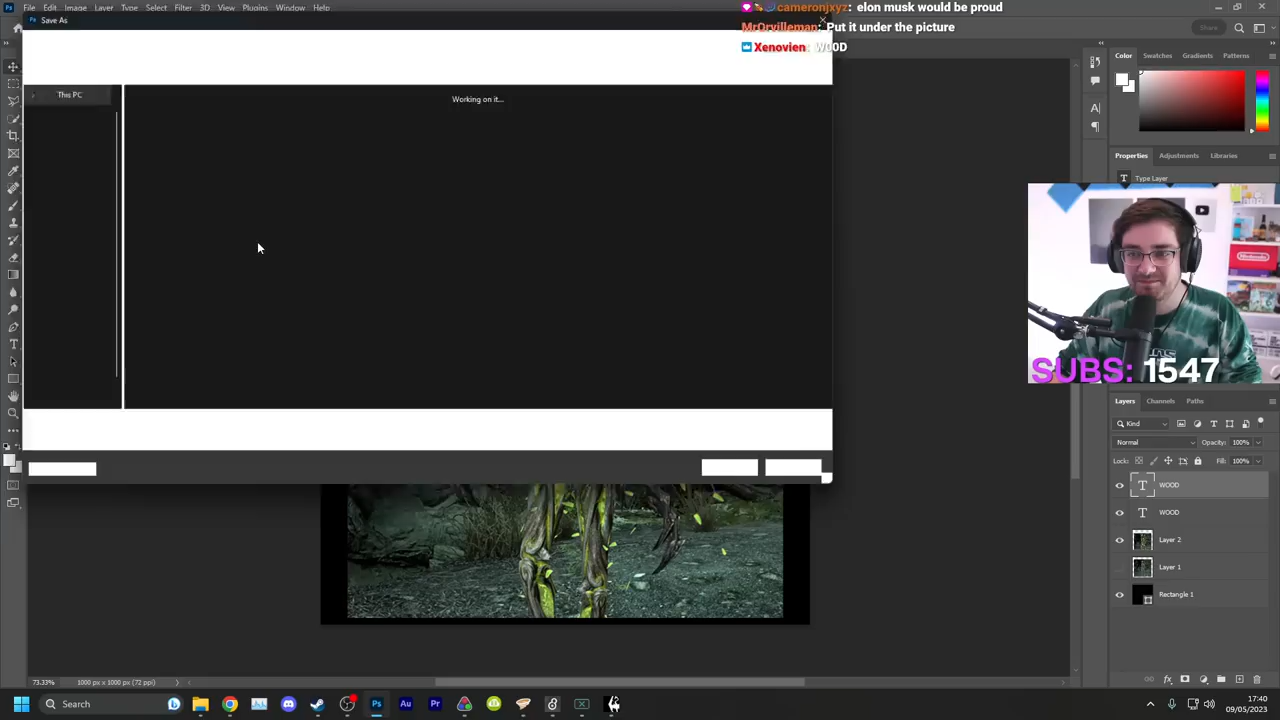 File Edit Image Layer Type Select Filter 3D View Plugins Window Help
Save As
cameronjxyz: elon musk would be proud
MrOrvilleman: Put it under the picture
Xenovien: W00D
Share
This PC
Working on it...
Color Swatches Gradients Patterns
Properties Adjustments Libraries
Type Layer
SUBS: 1547
Layers Channels Paths
Kind
Normal Opacity: 100%
Lock: Fill: 100%
WOOD
WOOD
Layer 2
Layer 1
Rectangle 1
73.33% 1000 px x 1000 px (72 ppi)
Search
17:40
09/05/2023